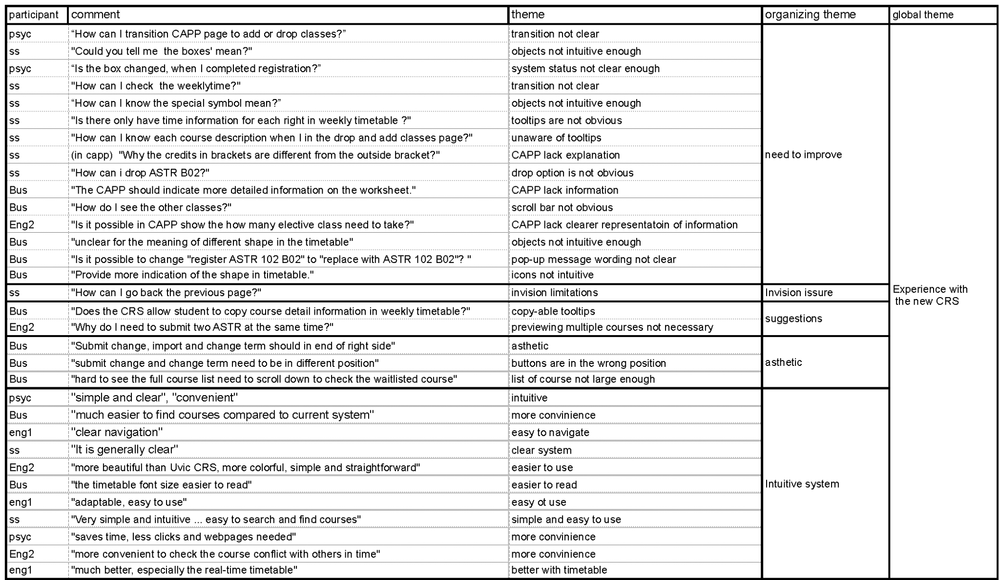 participant comment theme organizing theme global theme
psyc “How can I transition CAPP page to add or drop classes?” transition not clear
ss "Could you tell me  the boxes' mean?" objects not intuitive enough
psyc “Is the box changed, when I completed registration?” system status not clear enough
ss "How can I check  the weeklytime?" transition not clear
ss “How can I know the special symbol mean?” objects not intuitive enough
ss "Is there only have time information for each right in weekly timetable ?" tooltips are not obvious
ss "How can I know each course description when I in the drop and add classes page?" unaware of tooltips
ss (in capp)  "Why the credits in brackets are different from the outside bracket?" CAPP lack explanation need to improve
ss "How can i drop ASTR B02?" drop option is not obvious
Bus "The CAPP should indicate more detailed information on the worksheet." CAPP lack information
Bus "How do I see the other classes?" scroll bar not obvious
Eng2 "Is it possible in CAPP show the how many elective class need to take?" CAPP lack clearer representatoin of information
Bus "unclear for the meaning of different shape in the timetable" objects not intuitive enough
Bus "Is it possible to change "register ASTR 102 B02" to "replace with ASTR 102 B02"? " pop-up message wording not clear
Bus "Provide more indication of the shape in timetable." icons not intuitive
ss "How can I go back the previous page?" invision limitations Invision issure Experience with
the new CRS
Bus "Does the CRS allow student to copy course detail information in weekly timetable?" copy-able tooltips
suggestions
Eng2 "Why do I need to submit two ASTR at the same time?" previewing multiple courses not necessary
Bus "Submit change, import and change term should in end of right side" asthetic
Bus "submit change and change term need to be in different position" buttons are in the wrong position asthetic
Bus "hard to see the full course list need to scroll down to check the waitlisted course" list of course not large enough
psyc "simple and clear", "convenient" intuitive
Bus "much easier to find courses compared to current system" more convinience
eng1 "clear navigation" easy to navigate
ss "It is generally clear" clear system
Eng2 "more beautiful than Uvic CRS, more colorful, simple and straightforward" easier to use
Bus "the timetable font size easier to read" easier to read Intuitive system
eng1 "adaptable, easy to use" easy ot use
ss "Very simple and intuitive ... easy to search and find courses" simple and easy to use
psyc "saves time, less clicks and webpages needed" more convinience
Eng2 "more convenient to check the course conflict with others in time" more convinience
eng1 "much better, especially the real-time timetable" better with timetable